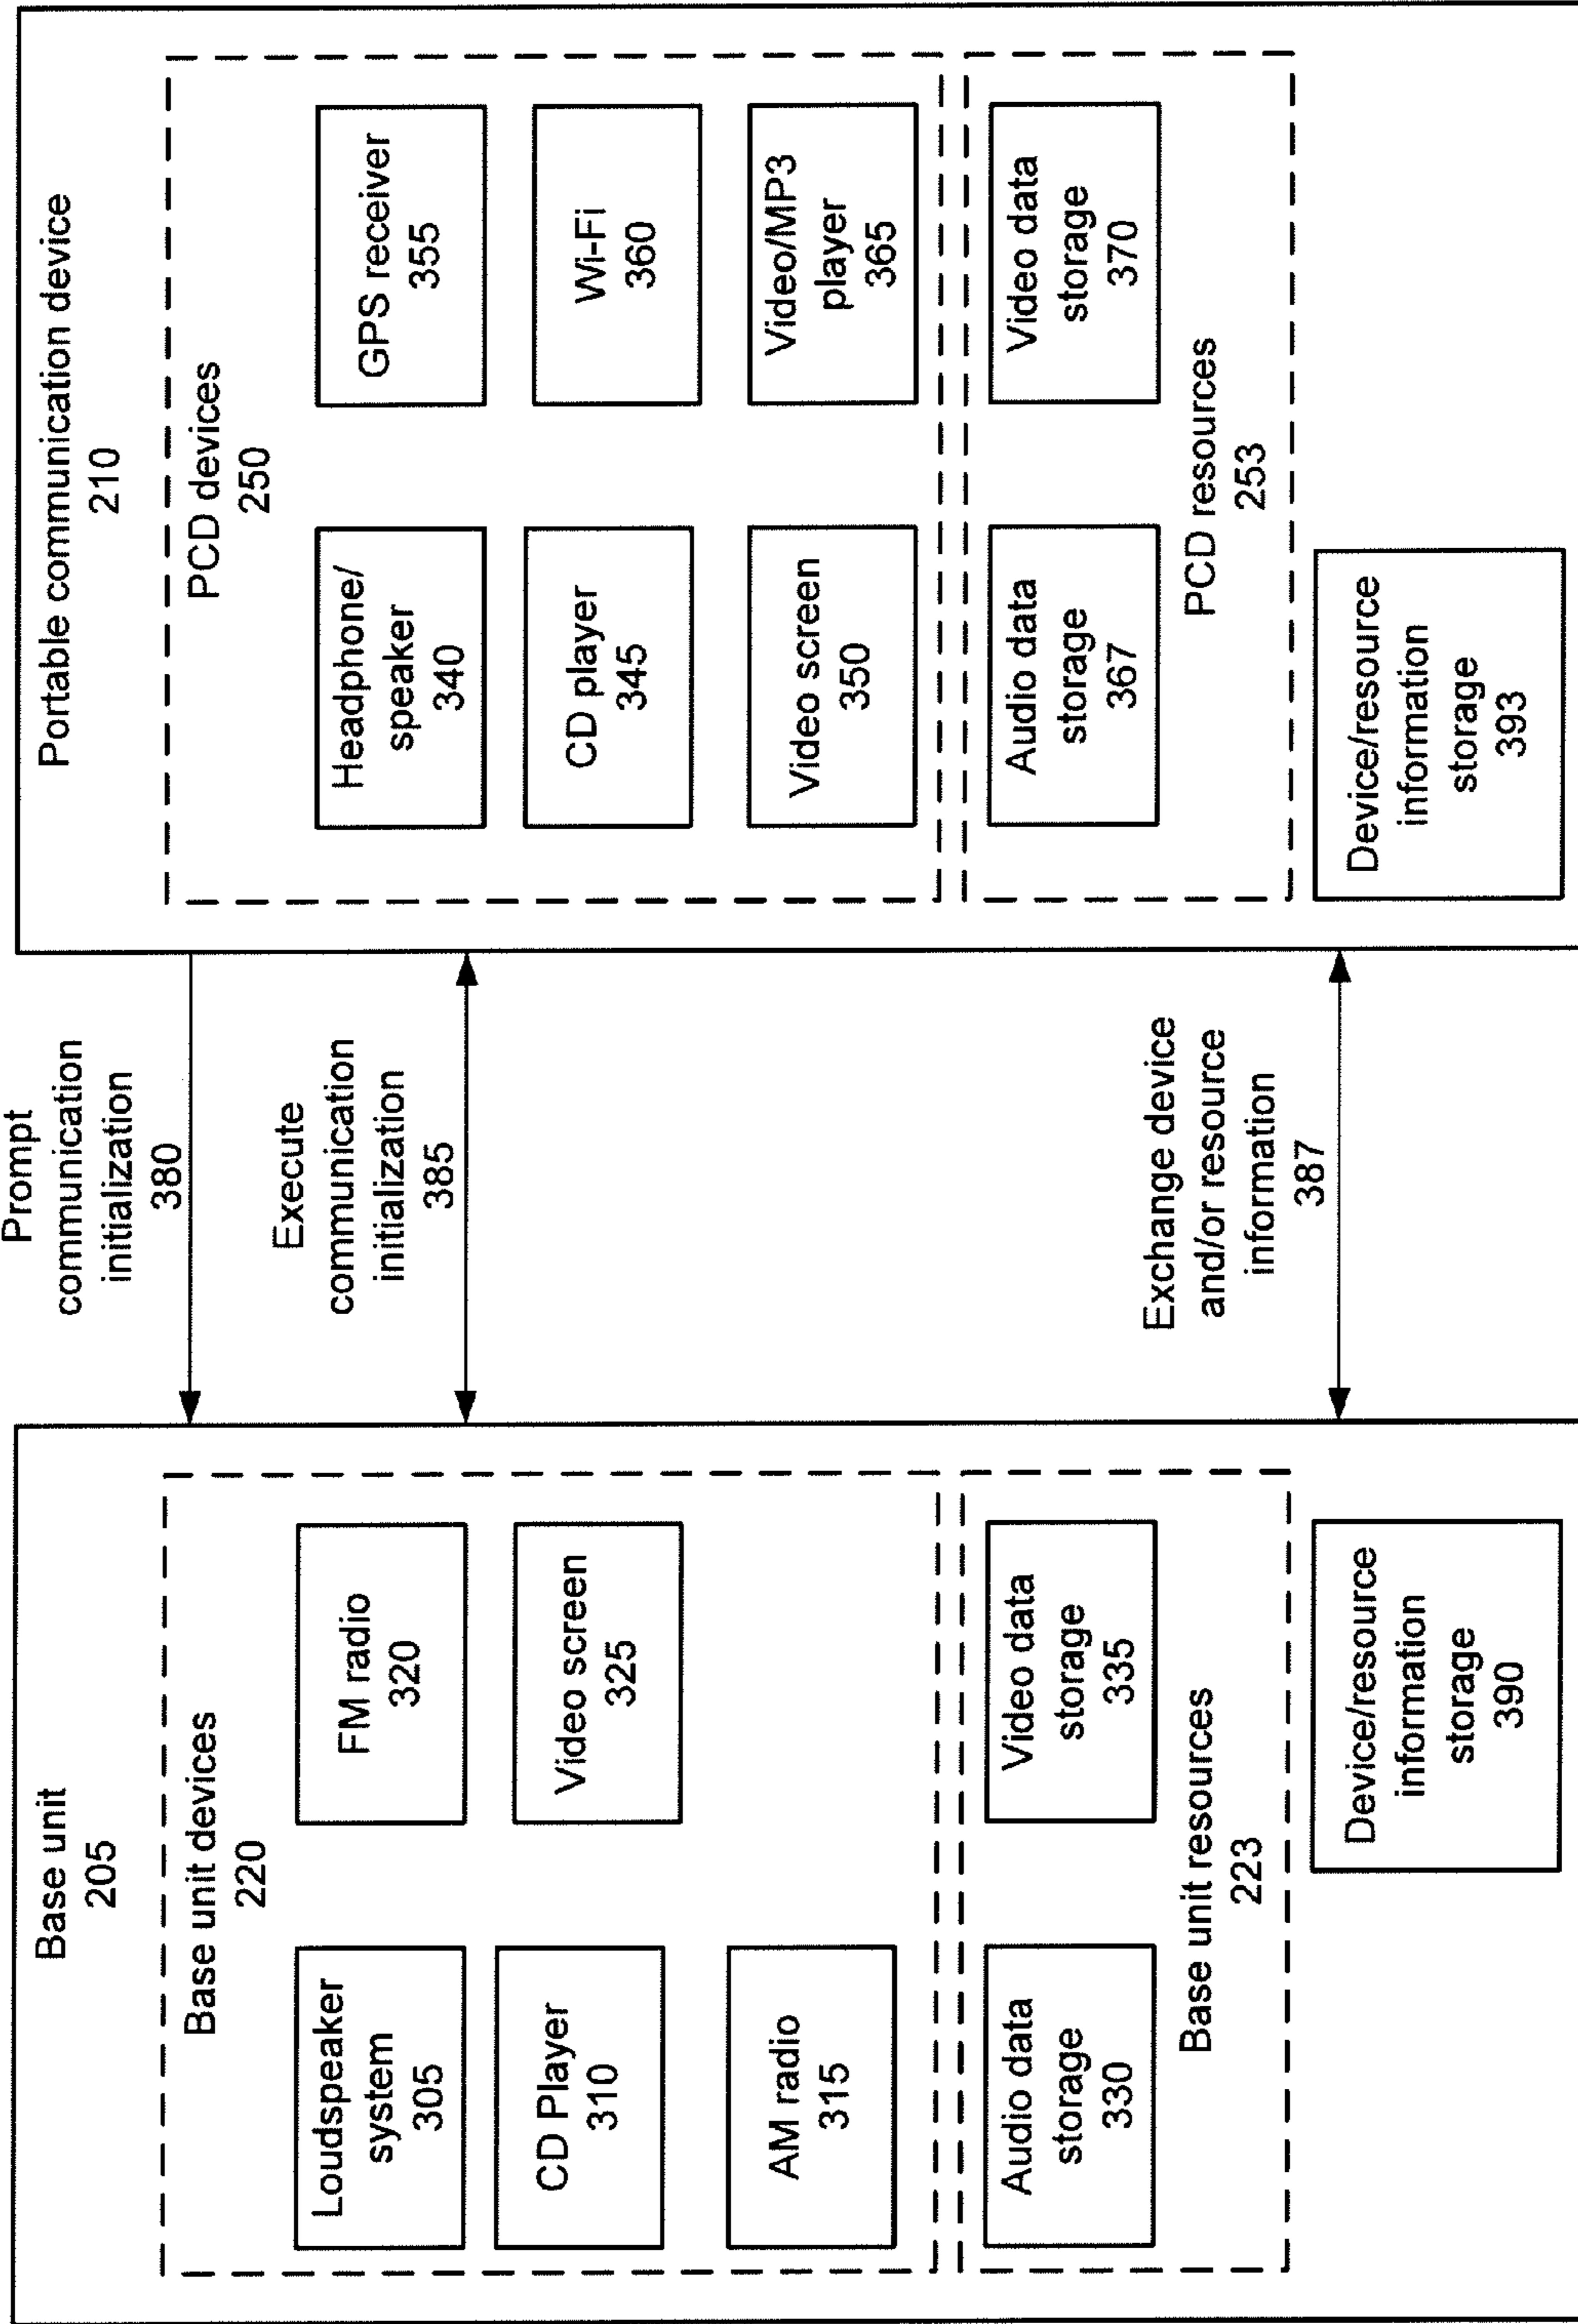 Base unit
205
Base unit devices
220
Loudspeaker
system
305
FM radio
320
CD Player
310
Video screen
325
AM radio
315
Audio data
storage
330
Video data
storage
335
Base unit resources
223
Device/resource
information
storage
390
Prompt
communication
initialization
380
Execute
communication
initialization
385
Exchange device
and/or resource
information
387
Portable communication device
210
PCD devices
250
Headphone/
speaker
340
GPS receiver
355
CD player
345
Wi-Fi
360
Video screen
350
Video/MP3
player
365
Audio data
storage
367
Video data
storage
370
PCD resources
253
Device/resource
information
storage
393